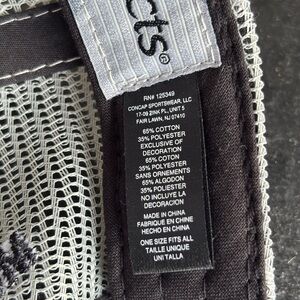 cts
RN# 125349
CONCAP SPORTSWEAR, LLC
17-09 ZINK PL., UNIT 5
FAIR LAWN, NJ 07410
65% COTTON
35% POLYESTER
EXCLUSIVE OF
DECORATION
65% COTON
35% POLYESTER
SANS ORNEMENTS
65% ALGODON
35% POLIESTER
NO INCLUYE LA
DECORACION
MADE IN CHINA
FABRIQUE EN CHINE
HECHO EN CHINA
ONE SIZE FITS ALL
TAILLE UNIQUE
UNI TALLA